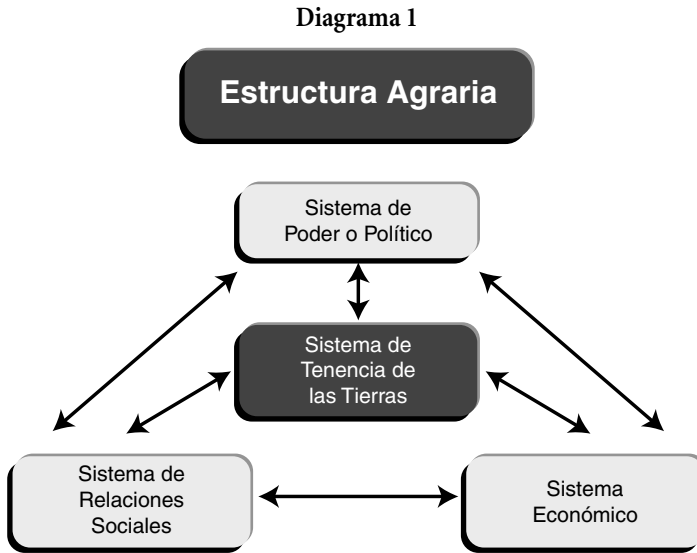 Diagrama 1
Estructura Agraria
Sistema de
Poder o Político
Sistema de
Tenencia de
las Tierras
Sistema de
Relaciones
Sociales
Sistema
Económico